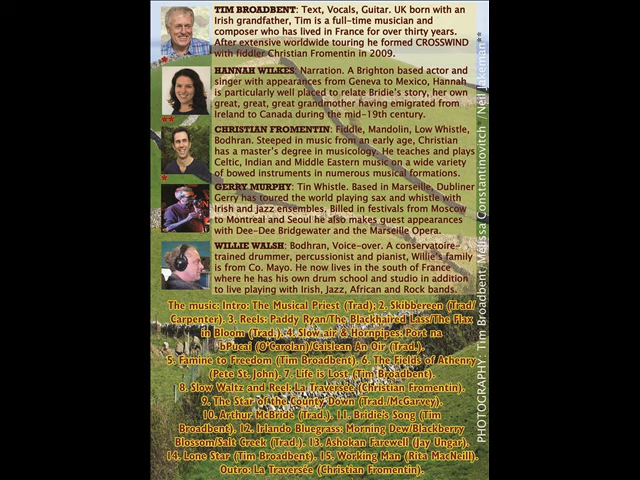 TIM BROADBENT: Text, Vocals, Guitar. UK born with an
Irish grandfather, Tim is a full-time musician and
composer who has lived in France for over thirty years.
After extensive worldwide touring he formed CROSSWIND
with fiddler Christian Fromentin in 2009.
*
HANNAH WILKES: Narration. A Brighton based actor and
singer with appearances from Geneva to Mexico, Hannah
is particularly well placed to relate Bridie's story, her own
great, great, great grandmother having emigrated from
Ireland to Canada during the mid-19th century.
**
CHRISTIAN FROMENTIN: Fiddle, Mandolin, Low Whistle,
Bodhran. Steeped in music from an early age, Christian
has a master's degree in musicology. He teaches and plays
Celtic, Indian and Middle Eastern music on a wide variety
of bowed instruments in numerous musical formations.
*
GERRY MURPHY: Tin Whistle. Based in Marseille, Dubliner
Gerry has toured the world playing sax and whistle with
Irish and Jazz ensembles. Billed in festivals from Moscow
to Montreal and Seoul he also makes guest appearances
with Dee-Dee Bridgewater and the Marseille Opera.
WILLIE WALSH: Bodhran, Voice-over. A conservatoire-
trained drummer, percussionist and pianist, Willie's family
is from Co. Mayo. He now lives in the south of France
where he has his own drum school and studio in addition
to live playing with Irish, Jazz, African and Rock bands.
The music: Intro: The Musical Priest (Trad); 2. Skibbereen (Trad/
Carpenter). 3. Reels: Paddy Ryan/The Blackhaired Lass/The Flax
in Bloom (Trad.). 4. Slow air & Hornpipes: Port na
bPucai (O'Carolan)/Caislean An Oir (Trad.).
5. Famine to Freedom (Tim Broadbent). 6. The Fields of Athenry
(Pete St. John). 7. Life is Lost (Tim Broadbent).
8. Slow Waltz and Reel: La Traversée (Christian Fromentin).
9. The Star of the County Down (Trad./McGarvey).
10. Arthur McBride (Trad.). 11. Bridie's Song (Tim
Broadbent). 12. Irlando Bluegrass: Morning Dew/Blackberry
Blossom/Salt Creek (Trad.). 13. Ashokan Farewell (Jay Ungar).
14. Lone Star (Tim Broadbent). 15. Working Man (Rita MacNeill).
Outro: La Traversée (Christian Fromentin).
PHOTOGRAPHY: Tim Broadbent, Melissa Constantinovitch* / Neil Jakeman**